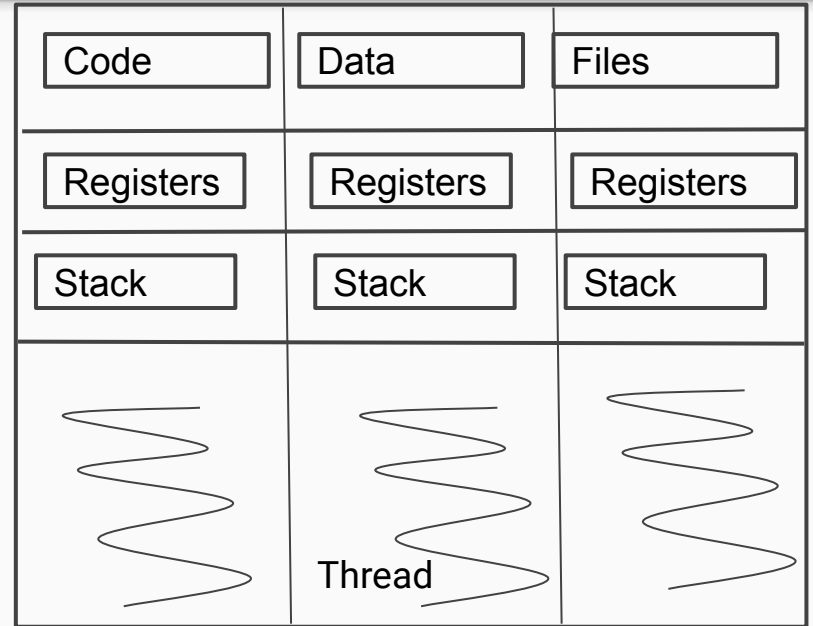 Code Data Files
Registers Registers Registers
Stack Stack Stack
Thread